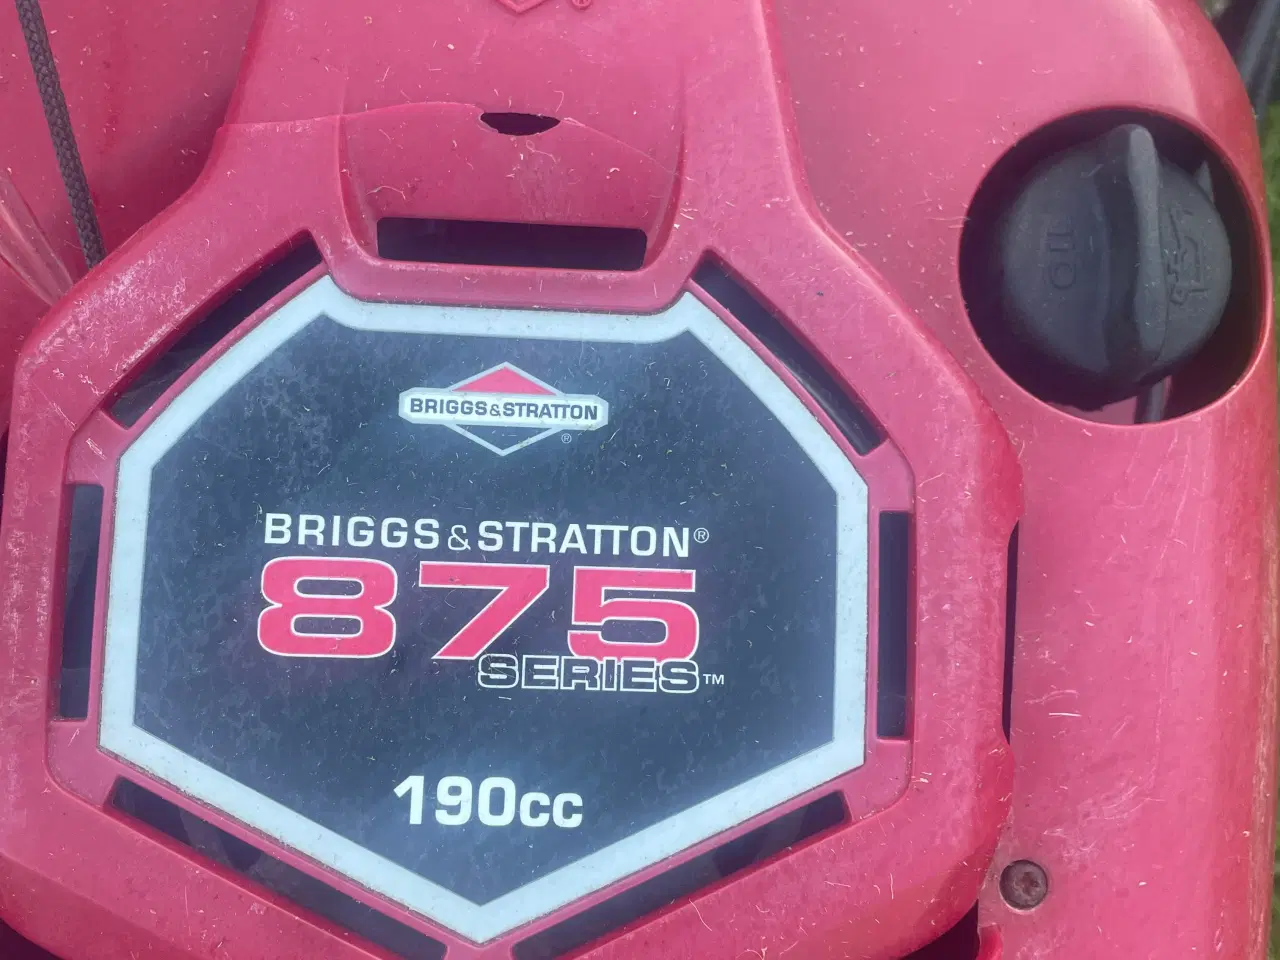 BRIGGS&STRATTON
®
BRIGGS & STRATTON®
875
SERIES™
190cc
OIL